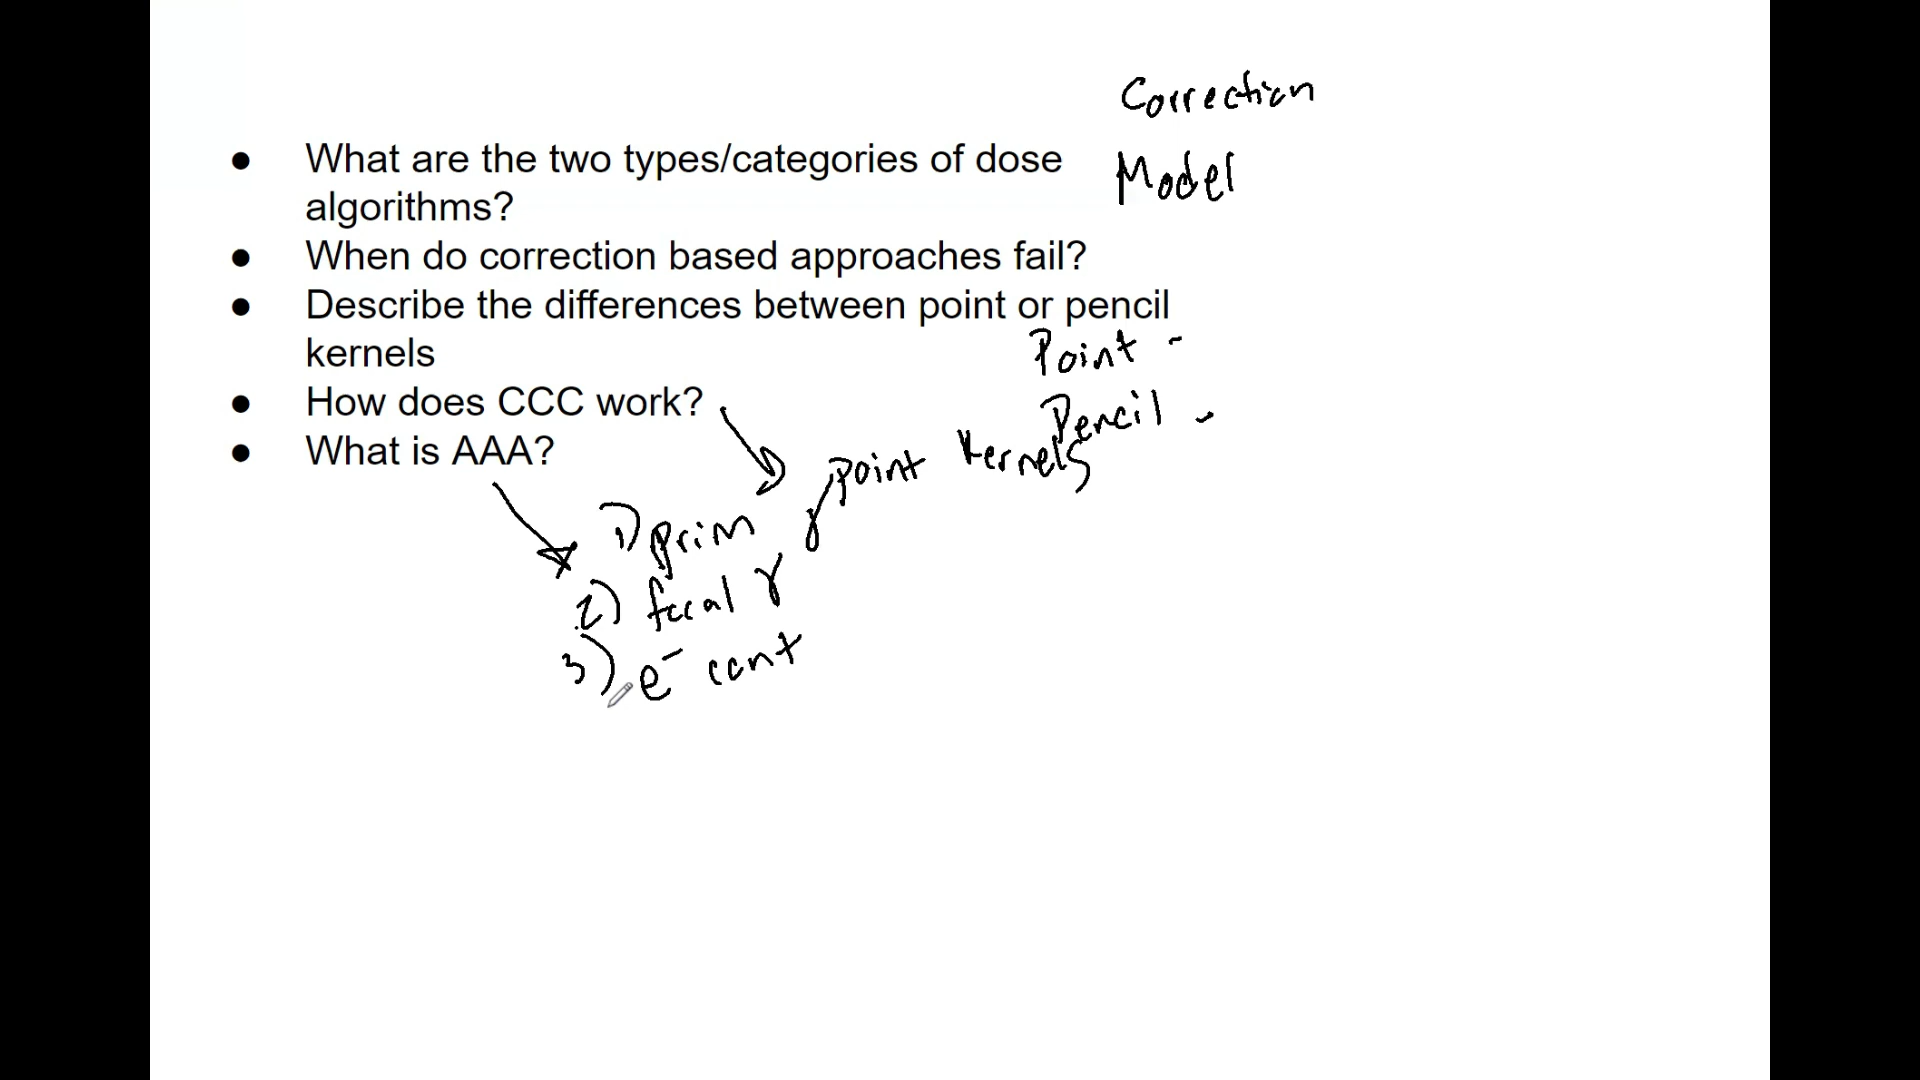 Correction
● What are the two types/categories of dose
Model
algorithms?
● When do correction based approaches fail?
● Describe the differences between point or pencil
kernels
Point -
● How does CCC work?
Pencil -
● What is AAA?
point kernels
1) prim γ
2) focal γ
3) e⁻ cont